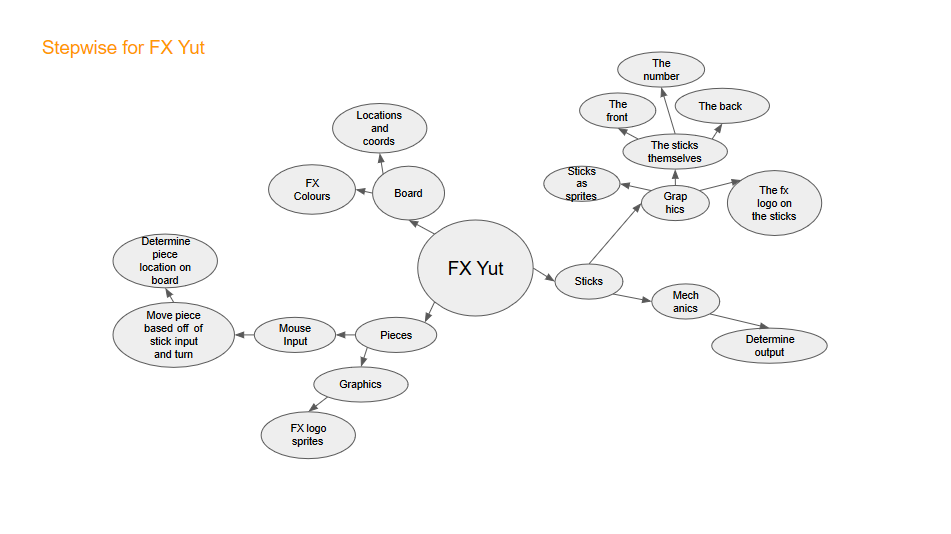 Stepwise for FX Yut
The
number
The
front
The back
Locations
and
coords
The sticks
themselves
Sticks
as
sprites
FX
Colours
Board
Grap
hics
The fx
logo on
the sticks
Determine
piece
location on
board
FX Yut
Sticks
Mech
anics
Move piece
based off of
stick input
and turn
Mouse
Input
Pieces
Determine
output
Graphics
FX logo
sprites